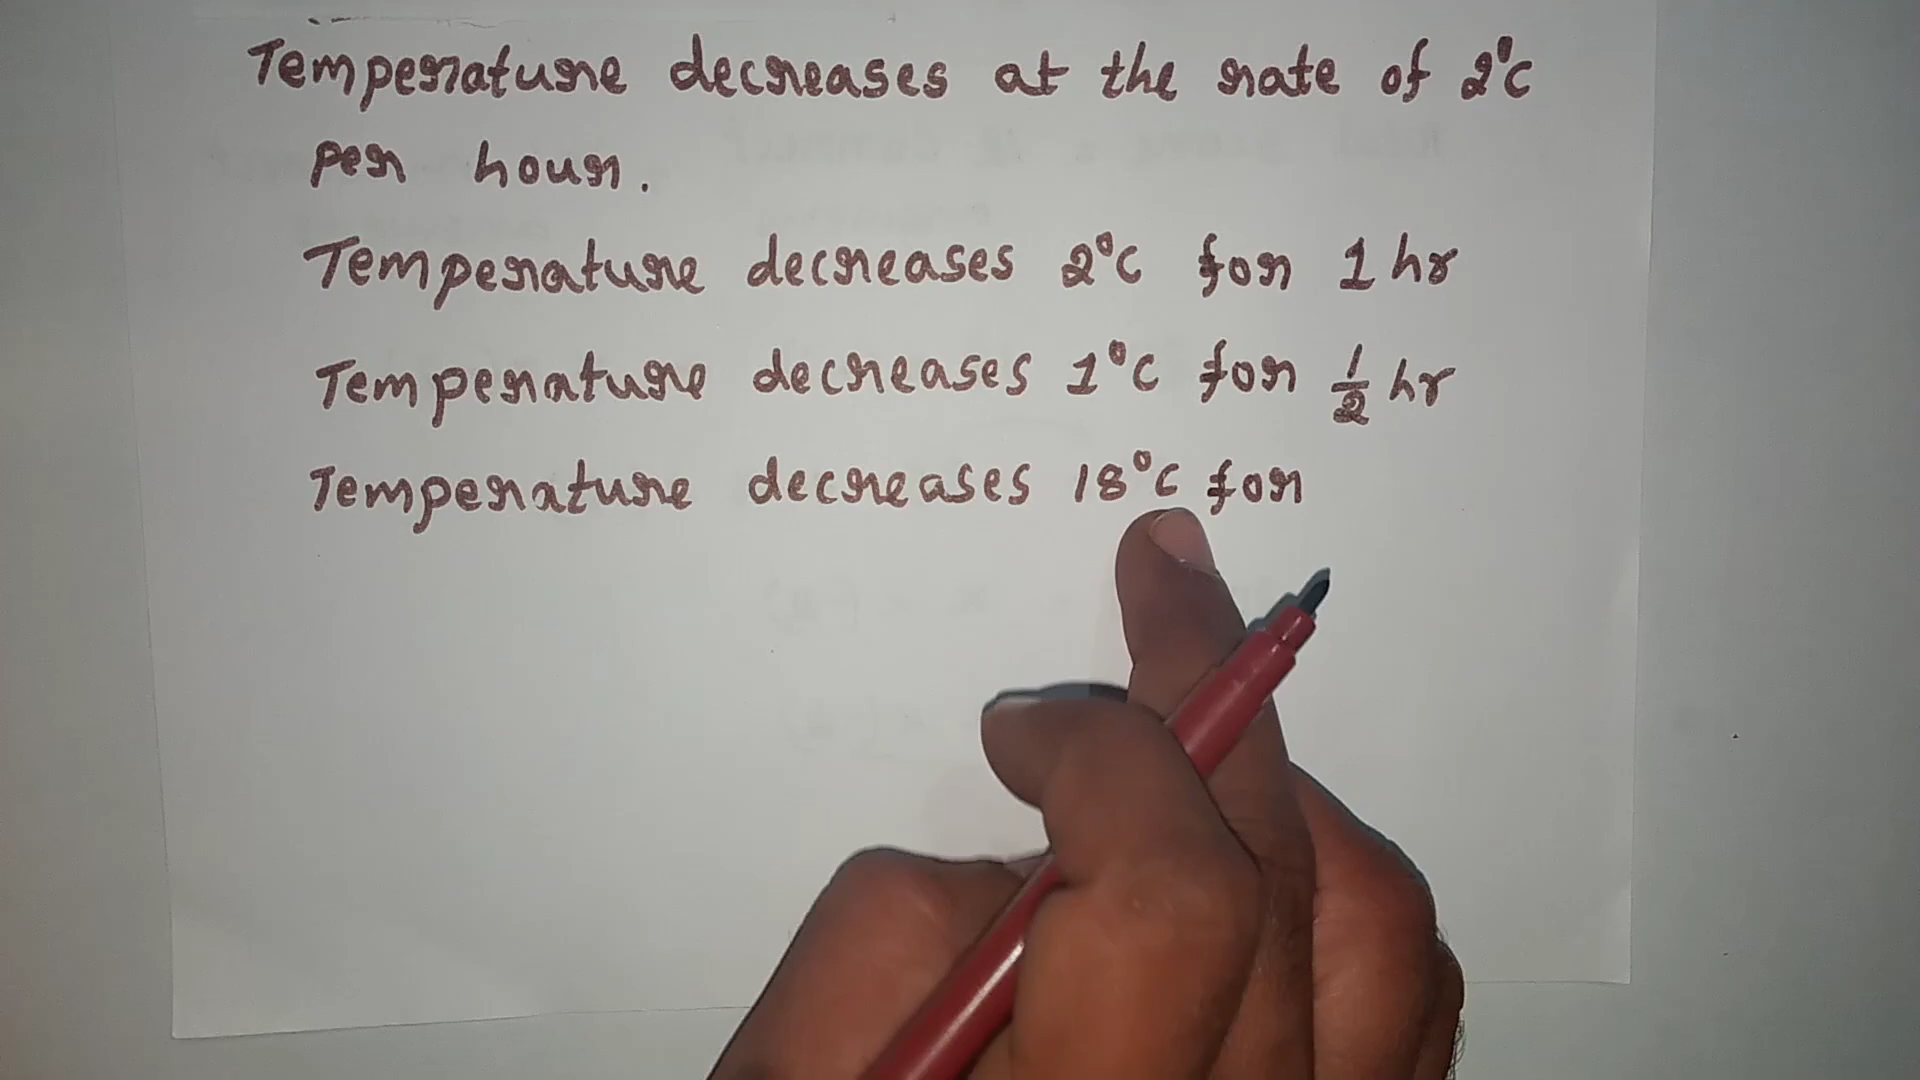 Temperature decreases at the rate of 2°C
per hour.
Temperature decreases 2°C for 1 hr
Temperature decreases 1°C for 1/2 hr
Temperature decreases 18°C for